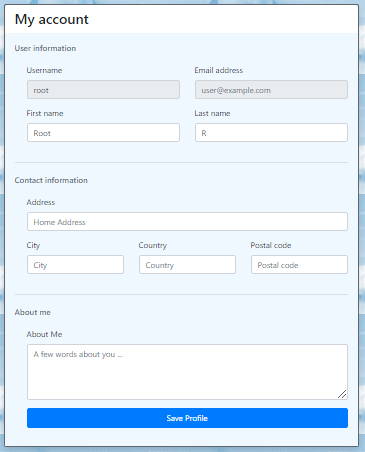 My account
User information
Username Email address
root user@example.com
First name Last name
Root R
Contact information
Address
Home Address
City Country Postal code
City Country Postal code
About me
About Me
A few words about you ...
Save Profile